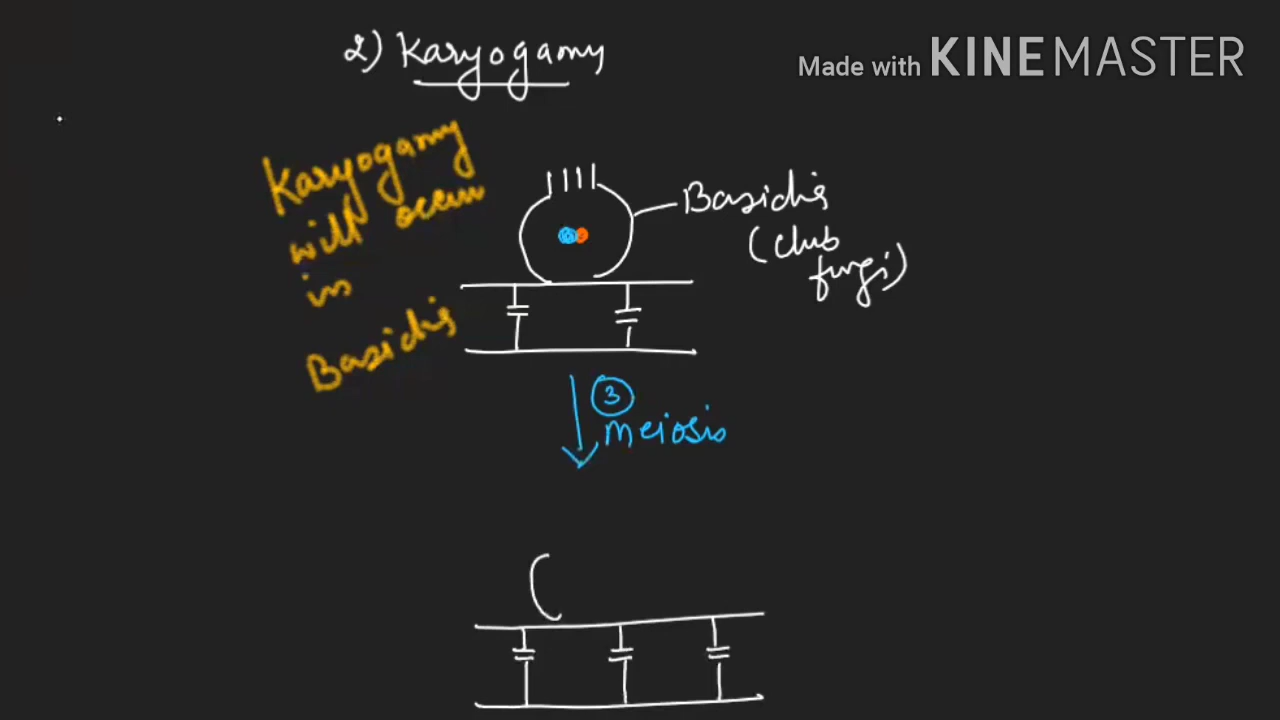 2) Karyogamy
Made with KINEMASTER
Karyogamy
will occur
in
Basidia
Basidia
(club
fungi)
3
meiosis